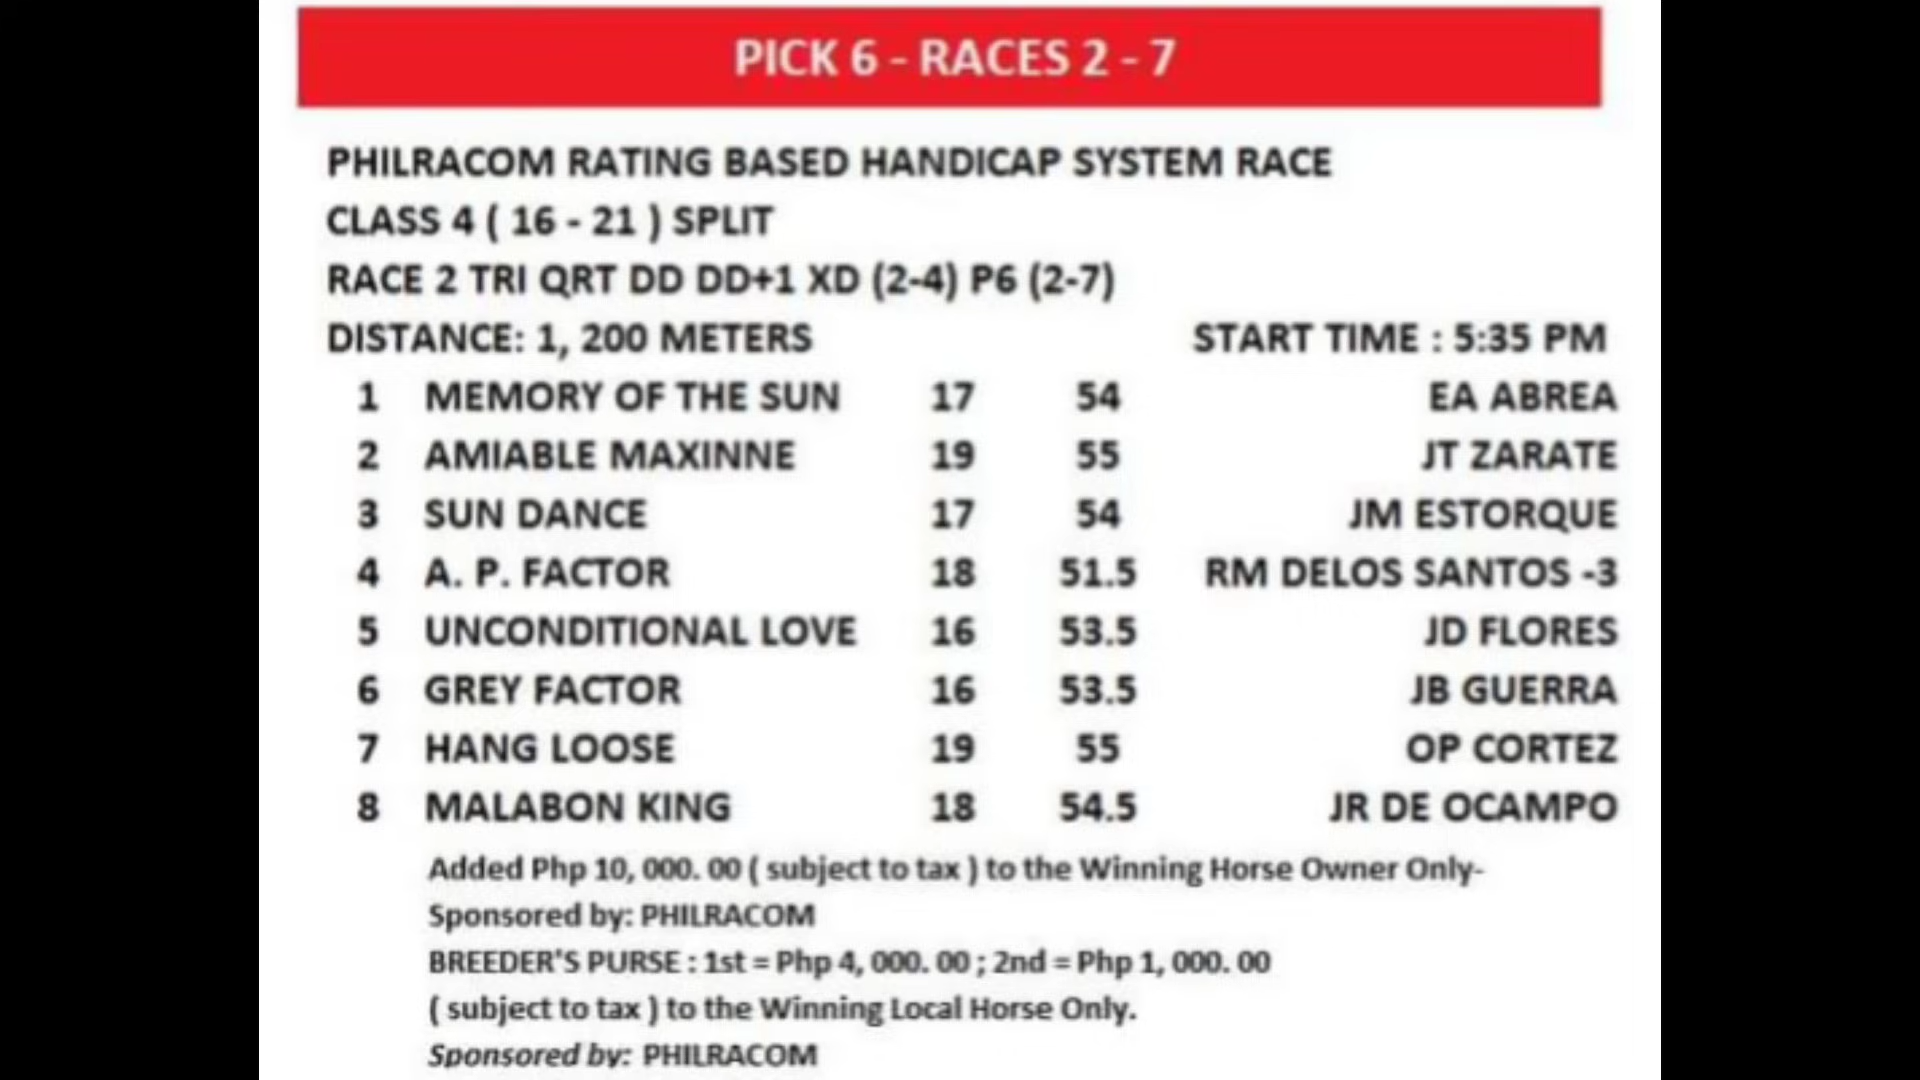 PICK 6 - RACES 2 - 7
PHILRACOM RATING BASED HANDICAP SYSTEM RACE
CLASS 4 ( 16 - 21 ) SPLIT
RACE 2 TRI QRT DD DD+1 XD (2-4) P6 (2-7)
DISTANCE: 1, 200 METERS START TIME : 5:35 PM
1 MEMORY OF THE SUN 17 54 EA ABREA
2 AMIABLE MAXINNE 19 55 JT ZARATE
3 SUN DANCE 17 54 JM ESTORQUE
4 A. P. FACTOR 18 51.5 RM DELOS SANTOS -3
5 UNCONDITIONAL LOVE 16 53.5 JD FLORES
6 GREY FACTOR 16 53.5 JB GUERRA
7 HANG LOOSE 19 55 OP CORTEZ
8 MALABON KING 18 54.5 JR DE OCAMPO
Added Php 10, 000. 00 ( subject to tax ) to the Winning Horse Owner Only-
Sponsored by: PHILRACOM
BREEDER'S PURSE : 1st = Php 4, 000. 00 ; 2nd = Php 1, 000. 00
( subject to tax ) to the Winning Local Horse Only.
Sponsored by: PHILRACOM